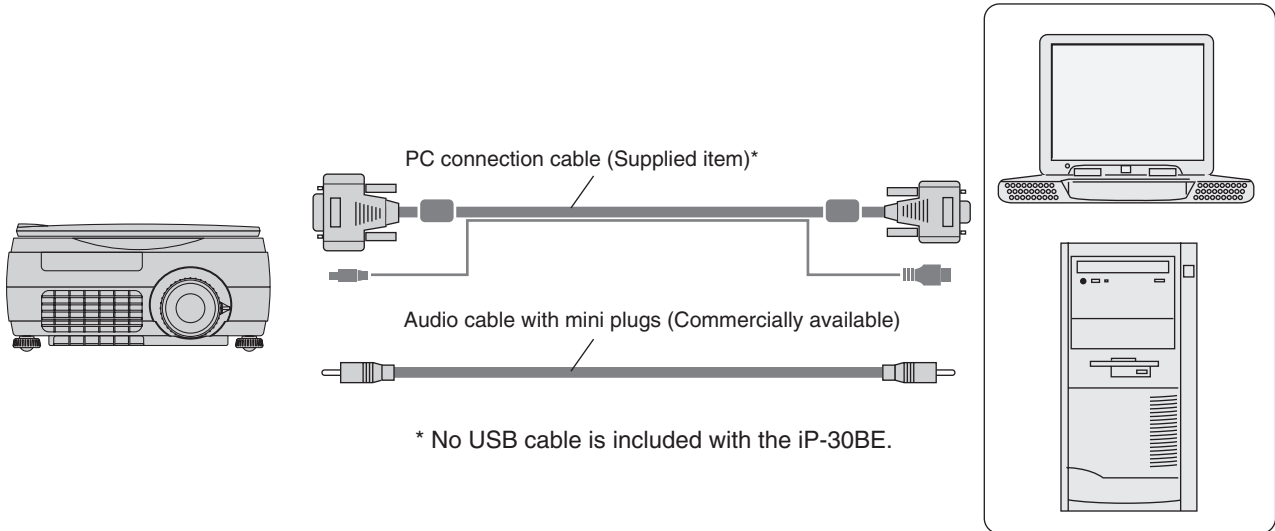 PC connection cable (Supplied item)*
Audio cable with mini plugs (Commercially available)
* No USB cable is included with the iP-30BE.